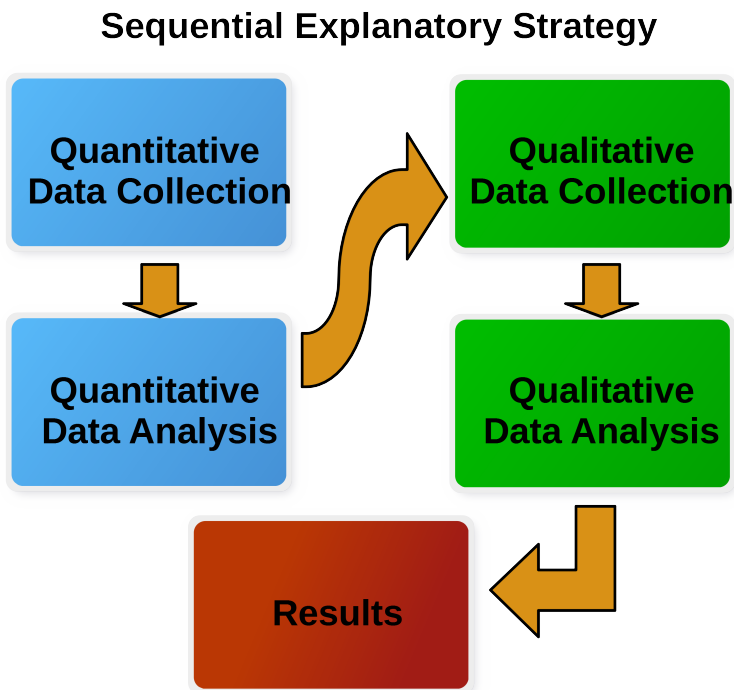 Sequential Explanatory Strategy
Quantitative
Data Collection
Quantitative
Data Analysis
Qualitative
Data Collection
Qualitative
Data Analysis
Results